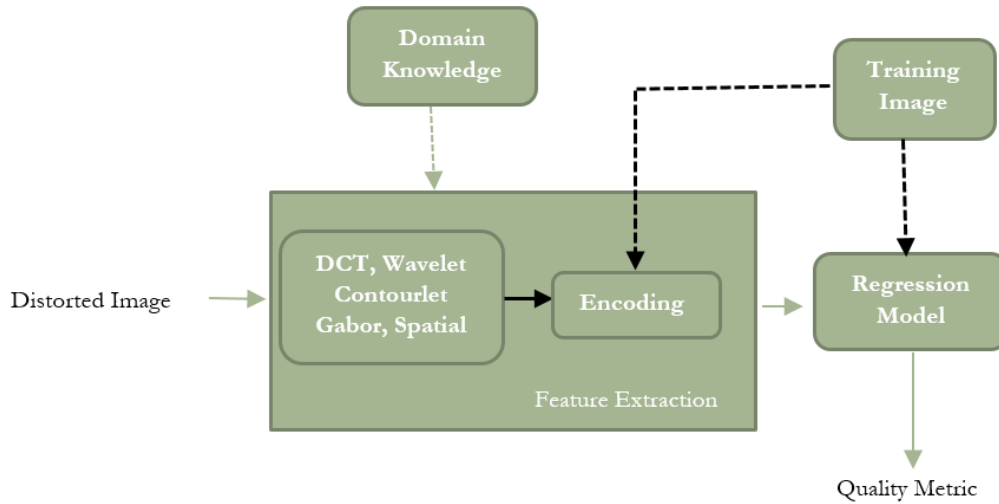 Domain
Knowledge
Training
Image
DCT, Wavelet
Contourlet
Gabor, Spatial
Encoding
Distorted Image
Regression
Model
Feature Extraction
Quality Metric